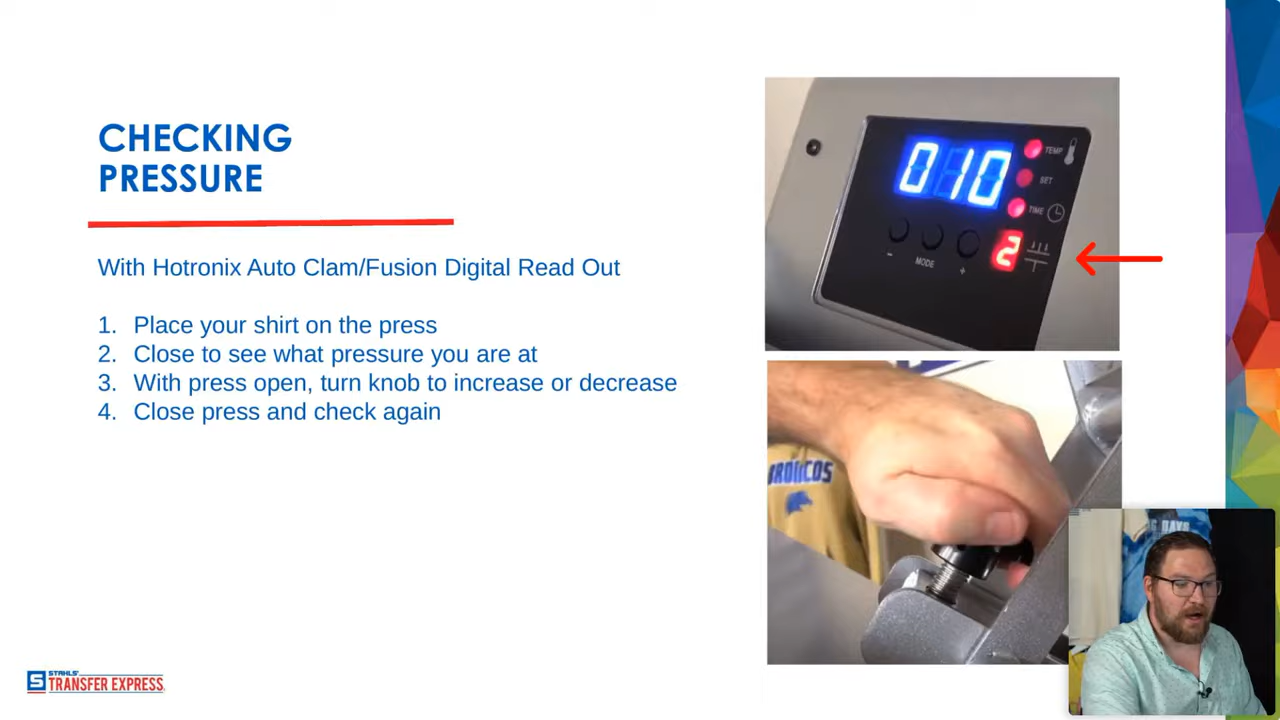 CHECKING
PRESSURE
With Hotronix Auto Clam/Fusion Digital Read Out
1. Place your shirt on the press
2. Close to see what pressure you are at
3. With press open, turn knob to increase or decrease
4. Close press and check again
010
TEMP
SET
TIME
2
- MODE +
BRONCOS
DAYS
S STAHLS'
TRANSFER EXPRESS